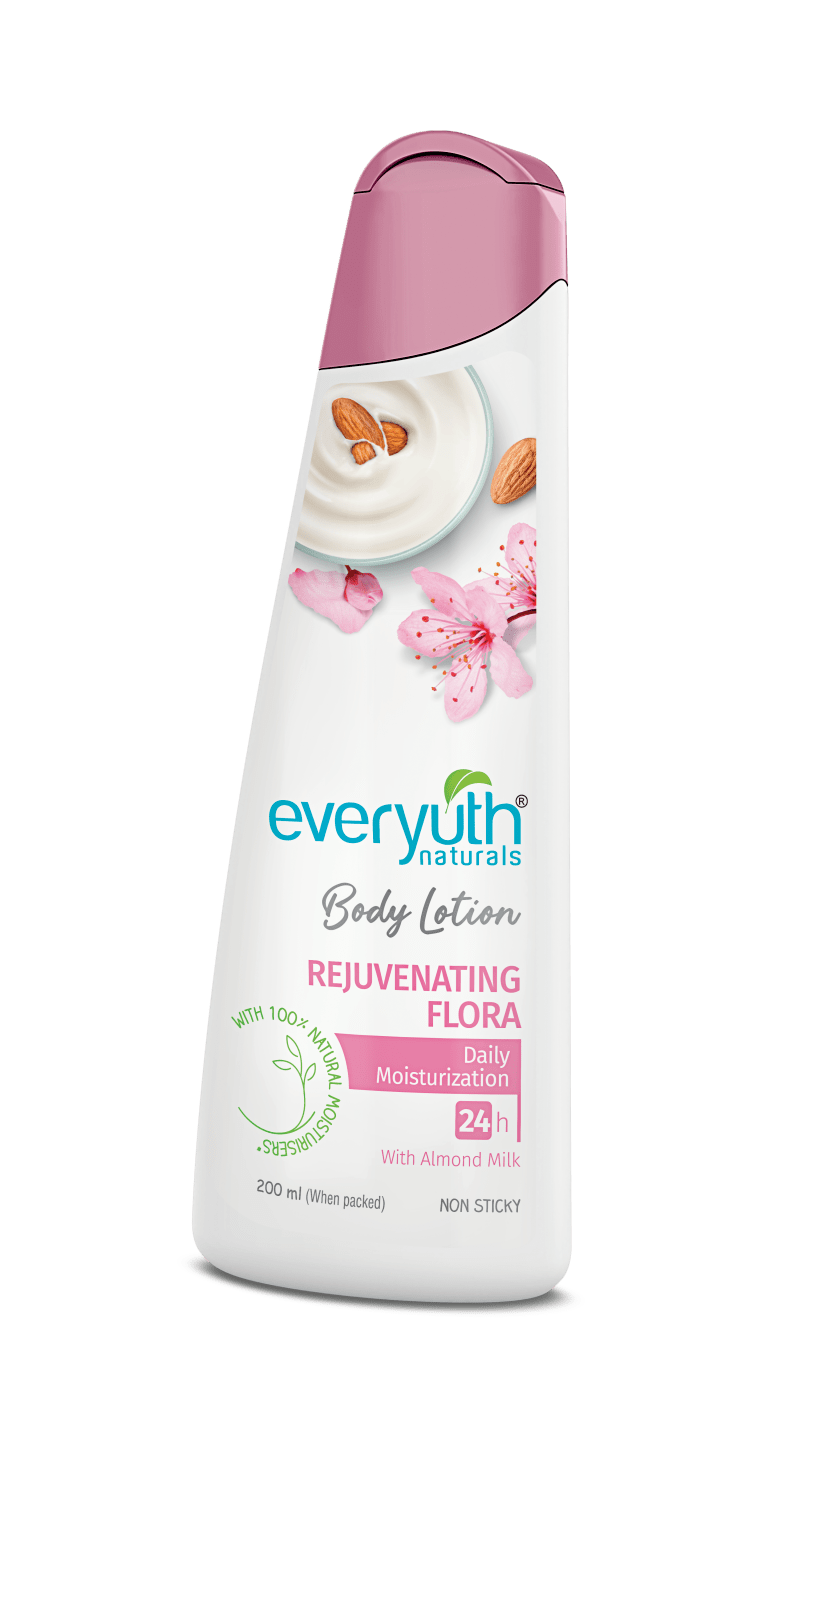 everyuth®
naturals
Body Lotion
REJUVENATING
FLORA
WITH 100% NATURAL MOISTURISERS*
Daily
Moisturization
24h
With Almond Milk
200 ml (When packed)
NON STICKY